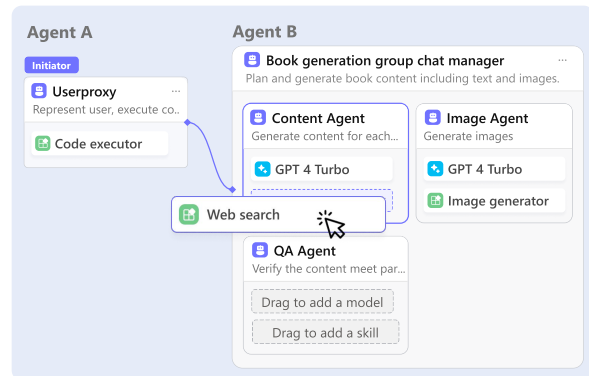 Agent A
Initiator
Userproxy
...
Represent user, execute co..
Code executor
Agent B
Book generation group chat manager
...
Plan and generate book content including text and images.
Content Agent
Generate content for each...
GPT 4 Turbo
Web search
Image Agent
Generate images
GPT 4 Turbo
Image generator
QA Agent
Verify the content meet par...
Drag to add a model
Drag to add a skill